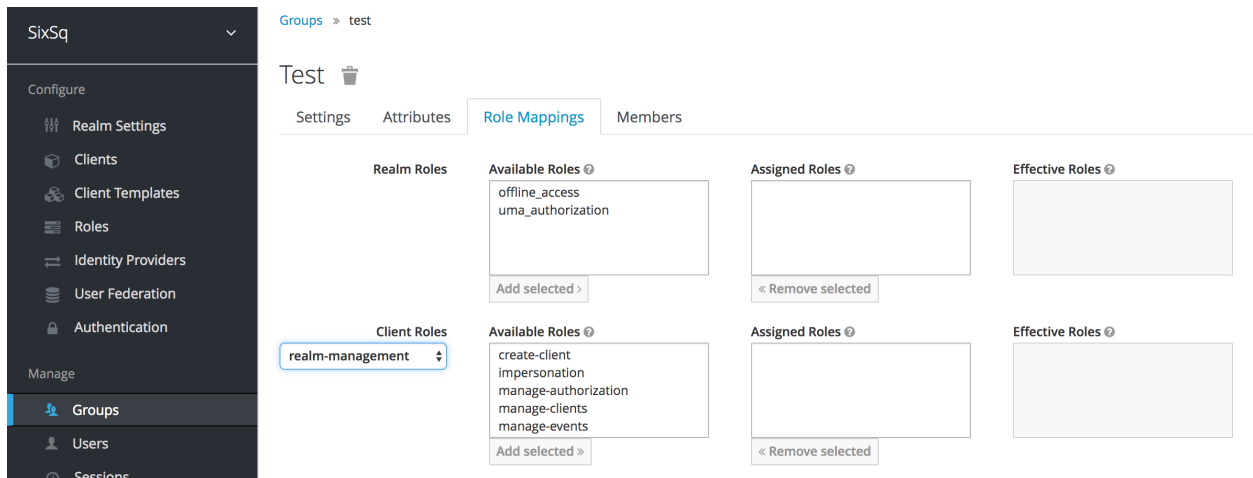 SixSq
Groups » test
Test
Configure
Realm Settings
Clients
Client Templates
Roles
Identity Providers
User Federation
Authentication
Manage
Groups
Users
Sessions
Settings Attributes Role Mappings Members
Realm Roles
Available Roles
offline_access
uma_authorization
Add selected >
Assigned Roles
« Remove selected
Effective Roles
Client Roles
realm-management
Available Roles
create-client
impersonation
manage-authorization
manage-clients
manage-events
Add selected »
Assigned Roles
« Remove selected
Effective Roles